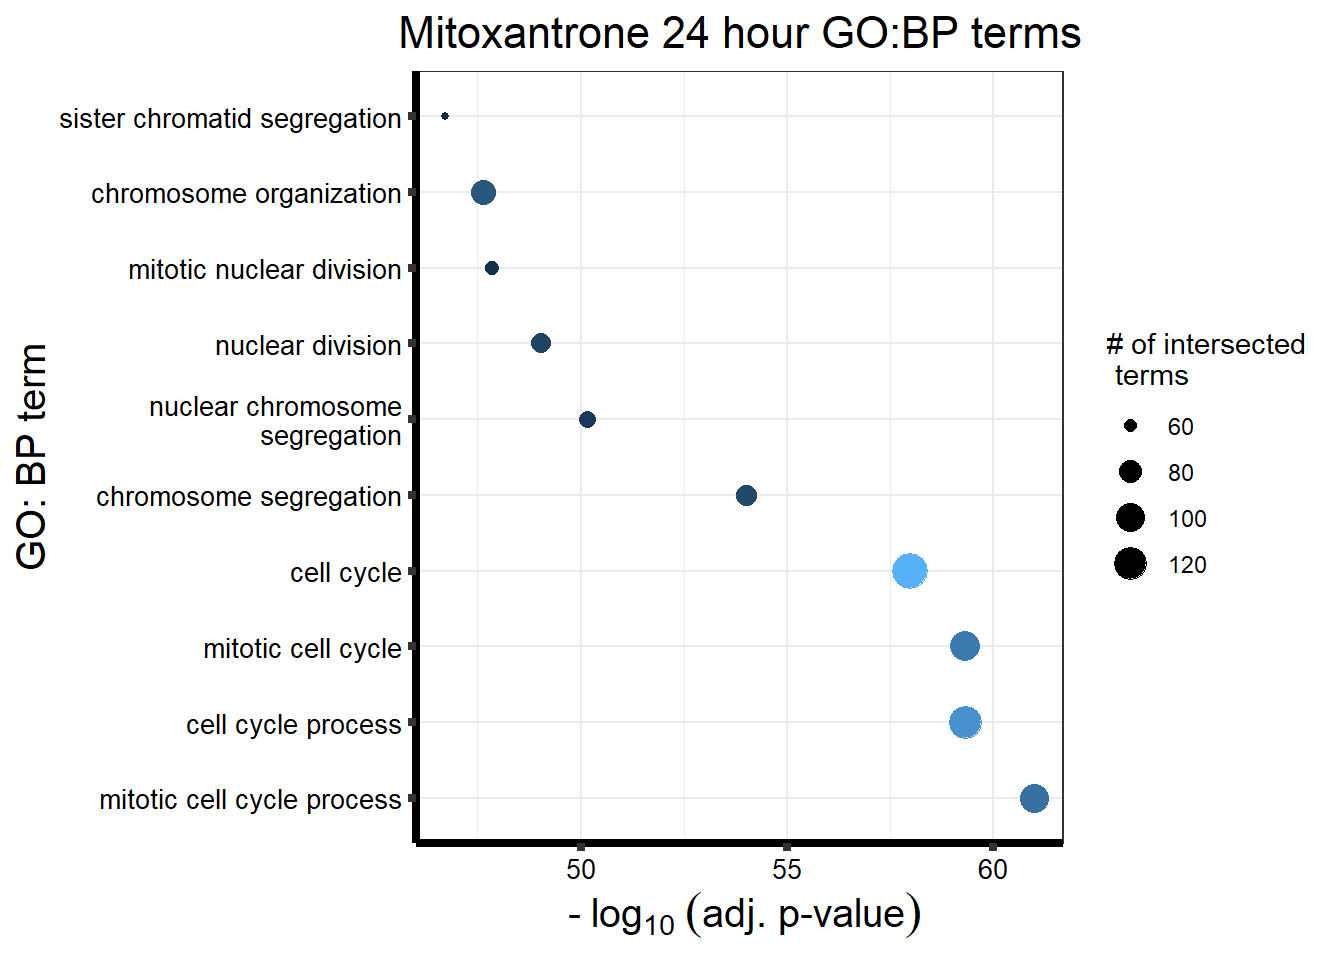 Mitoxantrone 24 hour GO:BP terms
sister chromatid segregation
chromosome organization
mitotic nuclear division
nuclear division
nuclear chromosome
segregation
chromosome segregation
cell cycle
mitotic cell cycle
cell cycle process
mitotic cell cycle process
GO: BP term
50 55 60
- log₁₀ (adj. p-value)
# of intersected
terms
60
80
100
120